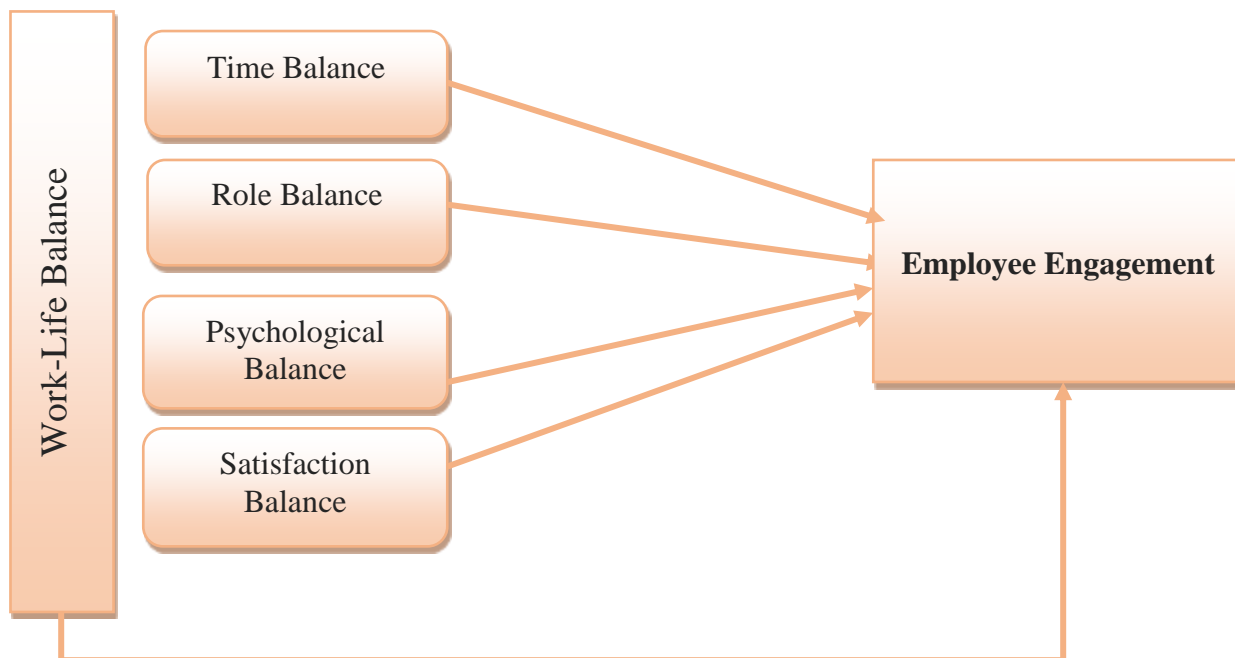 Work-Life Balance
Time Balance
Role Balance
Psychological
Balance
Satisfaction
Balance
Employee Engagement